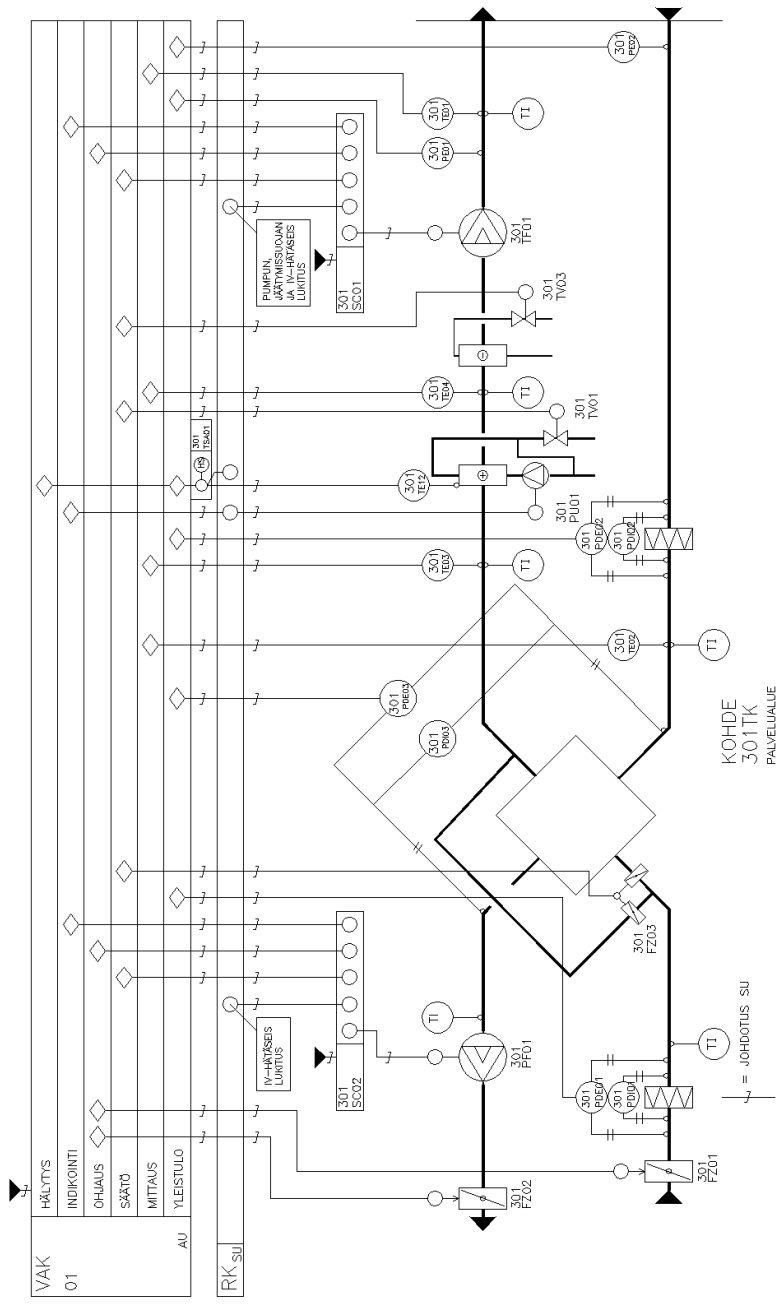 VAK
01
AU
HÄLYTYS
INDIKOINTI
OHJAUS
SÄÄTÖ
MITTAUS
YLEISTULO
RK SU
IV-HÄTÄSEIS
LUKITUS
301
SC02
301
TSA01
HS
PUMPUN,
JÄÄTYMISSUOJAN
JA IV-HÄTÄSEIS
LUKITUS
301
SC01
301
FZ02
301
PF01
TI
301
PDE03
301
PDI03
301
TE03
TI
301
TE12
301
PU01
301
TV01
301
TE04
TI
301
TV03
301
TF01
301
PE01
301
TE01
TI
301
FZ01
301
PDE01
301
PDI01
TI
301
FZ03
301
TE02
TI
301
PDE02
301
PDI02
301
PE02
= JOHDOTUS SU
KOHDE
301TK
PALVELUALUE